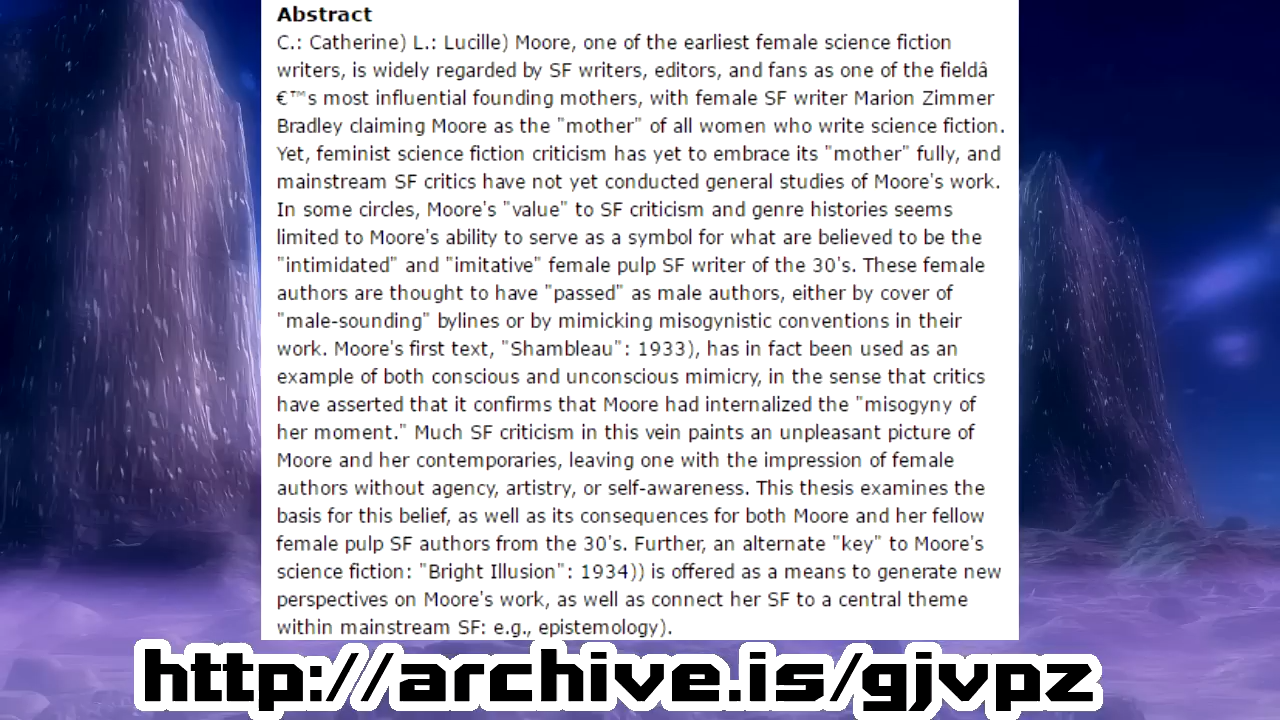 Abstract
C.: Catherine) L.: Lucille) Moore, one of the earliest female science fiction
writers, is widely regarded by SF writers, editors, and fans as one of the fieldâ
€™s most influential founding mothers, with female SF writer Marion Zimmer
Bradley claiming Moore as the "mother" of all women who write science fiction.
Yet, feminist science fiction criticism has yet to embrace its "mother" fully, and
mainstream SF critics have not yet conducted general studies of Moore's work.
In some circles, Moore's "value" to SF criticism and genre histories seems
limited to Moore's ability to serve as a symbol for what are believed to be the
"intimidated" and "imitative" female pulp SF writer of the 30's. These female
authors are thought to have "passed" as male authors, either by cover of
"male-sounding" bylines or by mimicking misogynistic conventions in their
work. Moore's first text, "Shambleau": 1933), has in fact been used as an
example of both conscious and unconscious mimicry, in the sense that critics
have asserted that it confirms that Moore had internalized the "misogyny of
her moment." Much SF criticism in this vein paints an unpleasant picture of
Moore and her contemporaries, leaving one with the impression of female
authors without agency, artistry, or self-awareness. This thesis examines the
basis for this belief, as well as its consequences for both Moore and her fellow
female pulp SF authors from the 30's. Further, an alternate "key" to Moore's
science fiction: "Bright Illusion": 1934)) is offered as a means to generate new
perspectives on Moore's work, as well as connect her SF to a central theme
within mainstream SF: e.g., epistemology).
http://archive.is/gjvpz